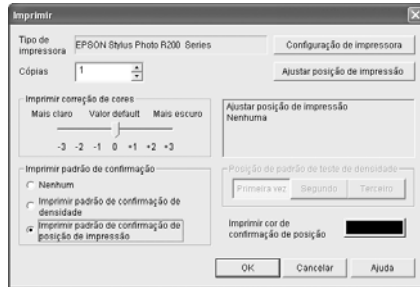 Imprimir
Tipo de impressora
EPSON Stylus Photo R200 Series
Configuração de impressora
Cópias
1
Ajustar posição de impressão
Imprimir correção de cores
Mais claro Valor default Mais escuro
-3 -2 -1 0 +1 +2 +3
Ajustar posição de impressão
Nenhuma
Imprimir padrão de confirmação
Nenhum
Imprimir padrão de confirmação de
densidade
Imprimir padrão de confirmação de
posição de impressão
Posição de padrão de teste de densidade
Primeira vez Segundo Terceiro
Imprimir cor de
confirmação de posição
OK Cancelar Ajuda